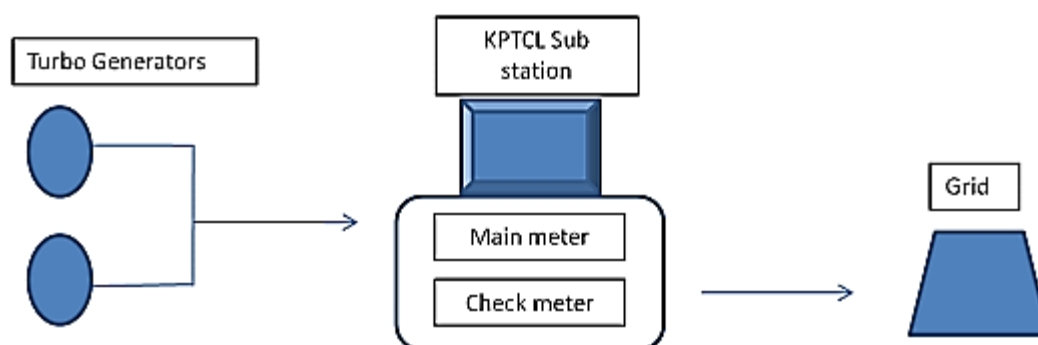 Turbo Generators
KPTCL Sub
station
Grid
Main meter
Check meter